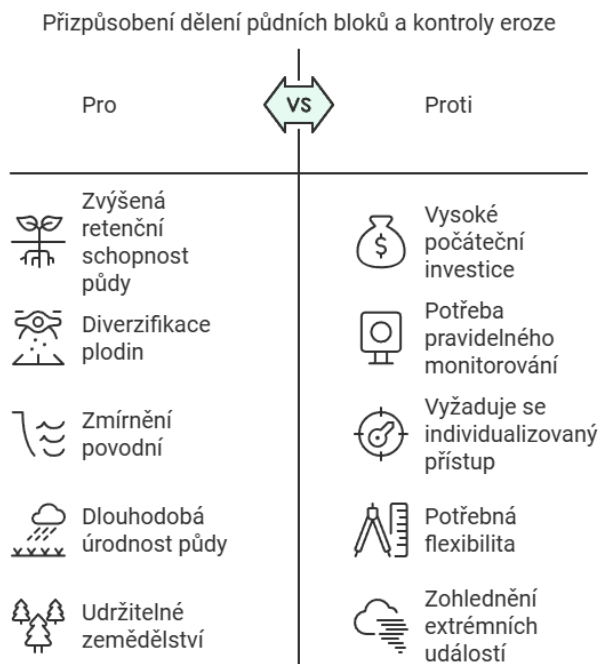 Přizpůsobení dělení půdních bloků a kontroly eroze
Pro
VS
Proti
Zvýšená
retenční
schopnost
půdy
Diverzifikace
plodin
Zmírnění
povodní
Dlouhodobá
úrodnost půdy
Udržitelné
zemědělství
Vysoké
počáteční
investice
Potřeba
pravidelného
monitorování
Vyžaduje se
individualizovaný
přístup
Potřebná
flexibilita
Zohlednění
extrémních
událostí